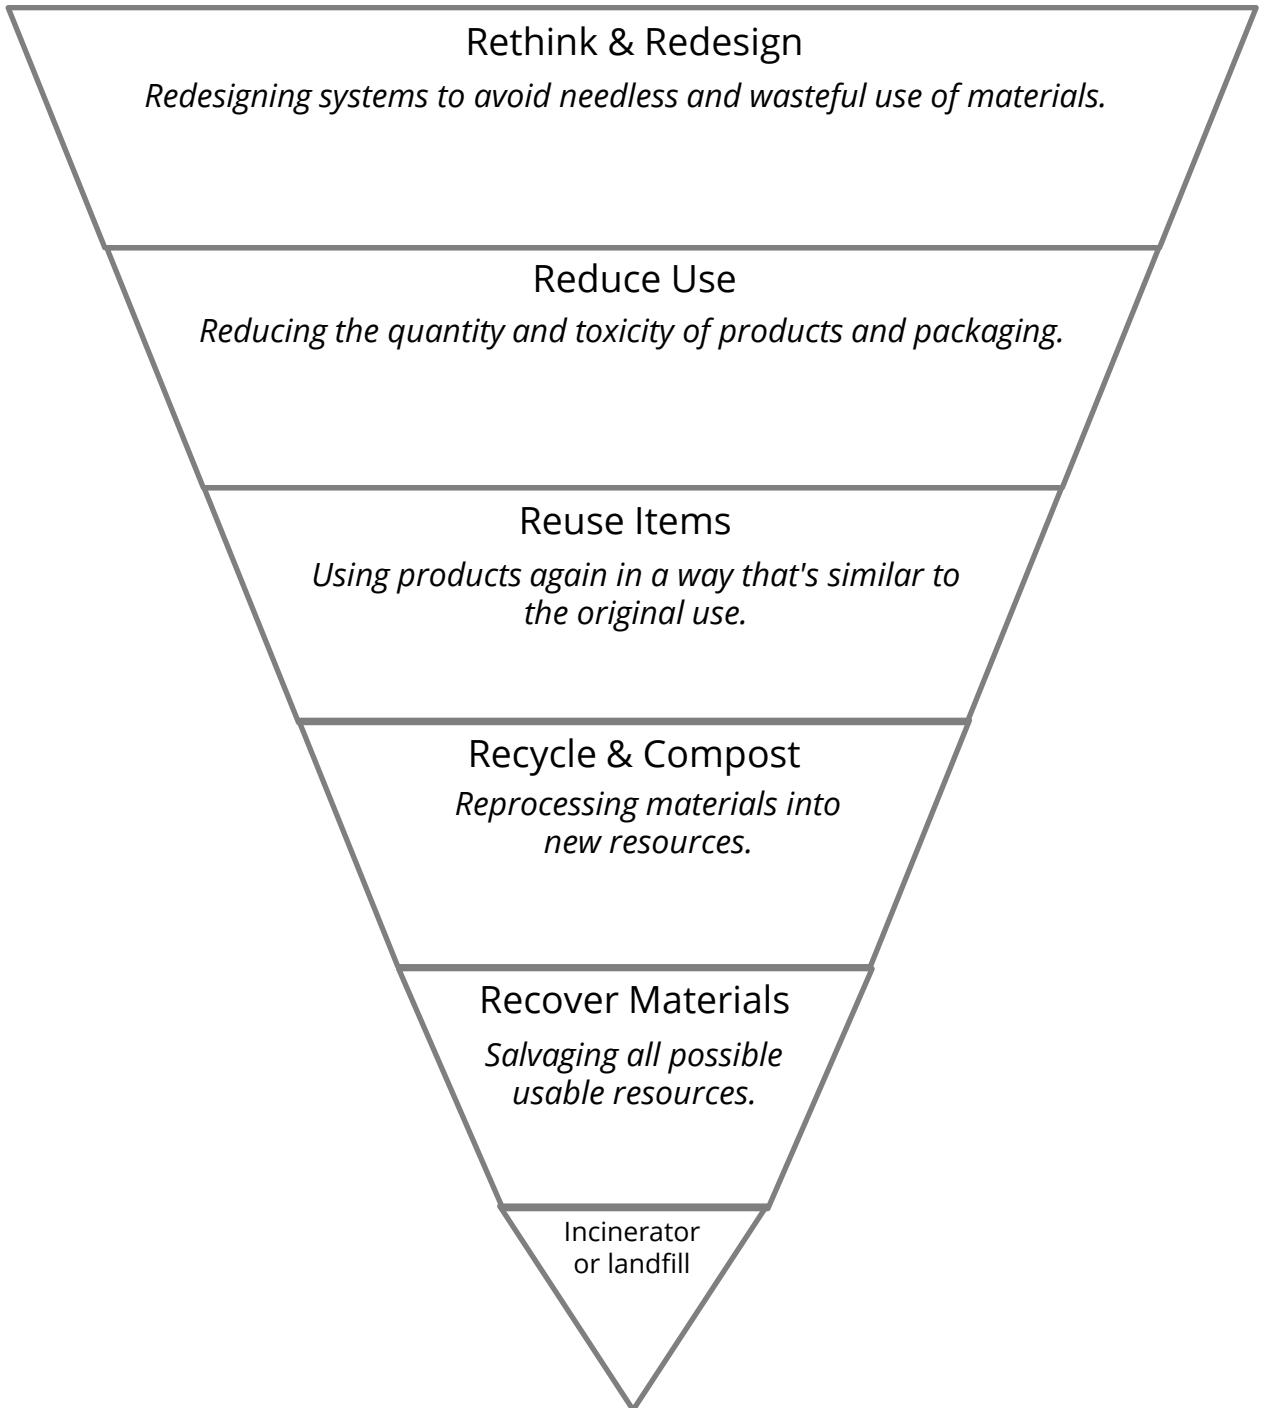 Rethink & Redesign
Redesigning systems to avoid needless and wasteful use of materials.
Reduce Use
Reducing the quantity and toxicity of products and packaging.
Reuse Items
Using products again in a way that's similar to
the original use.
Recycle & Compost
Reprocessing materials into
new resources.
Recover Materials
Salvaging all possible
usable resources.
Incinerator
or landfill